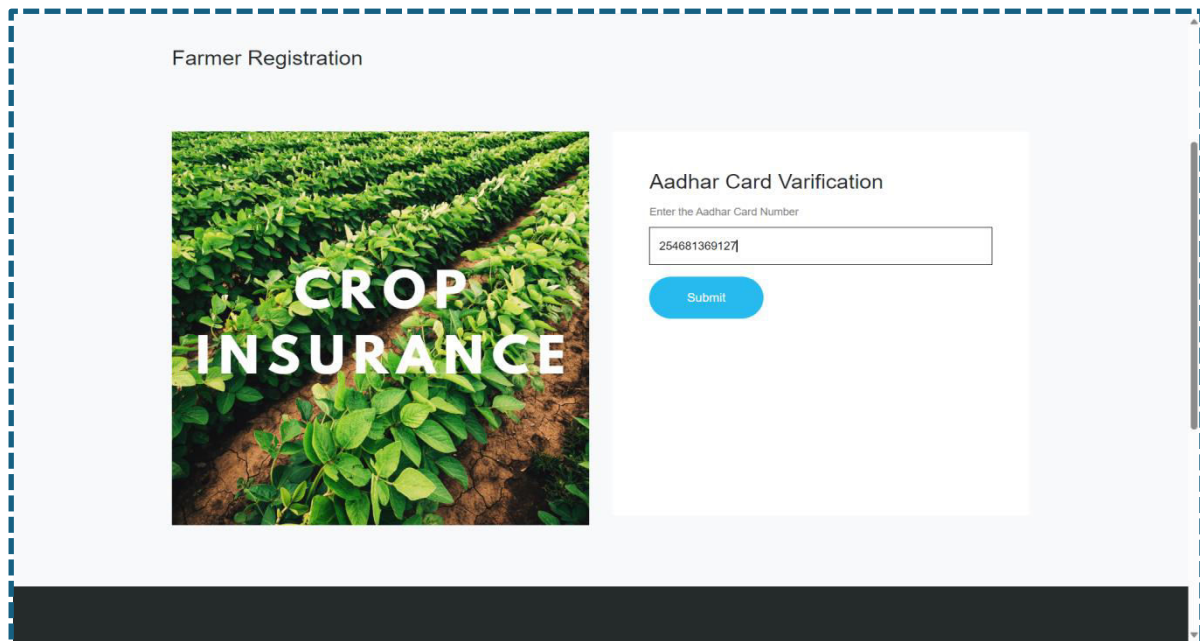 Farmer Registration
CROP
INSURANCE
Aadhar Card Varification
Enter the Aadhar Card Number
254681369127
Submit